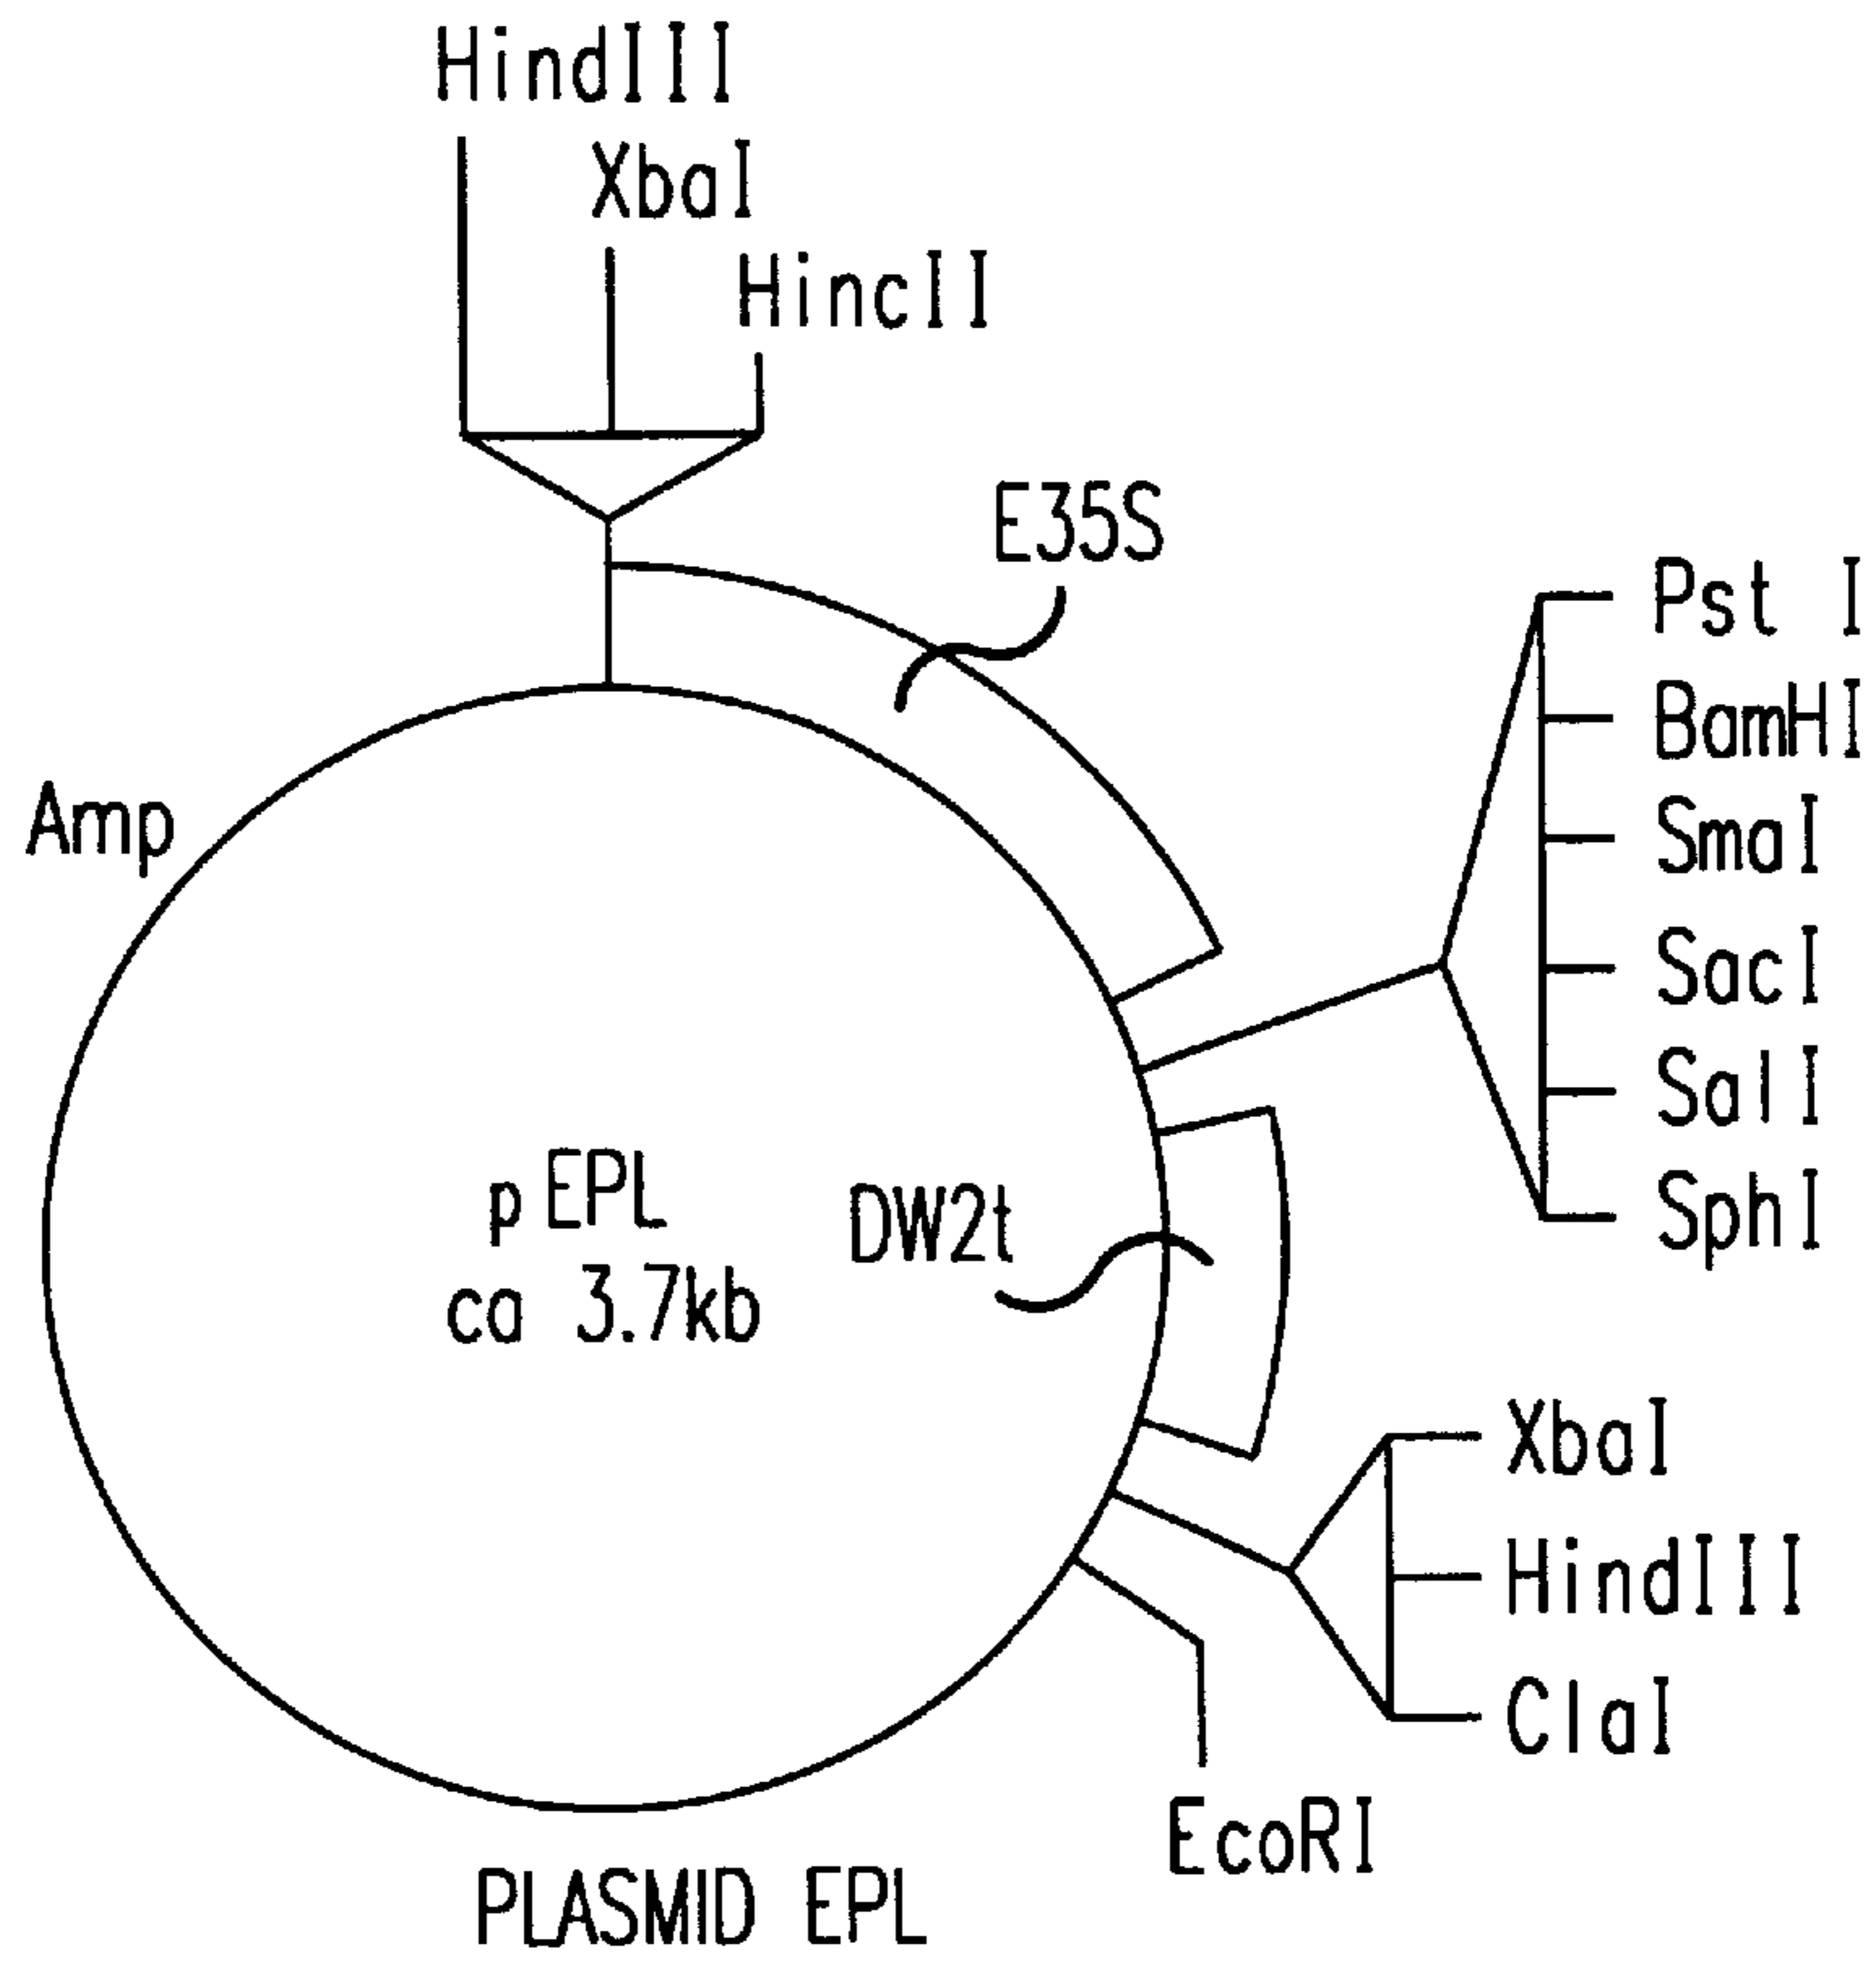 HindIII
XbaI
HincII
E35S
Pst I
BamHI
SmaI
SacI
SalI
SphI
Amp
pEPL
ca 3.7kb
DW2t
XbaI
HindIII
ClaI
EcoRI
PLASMID EPL